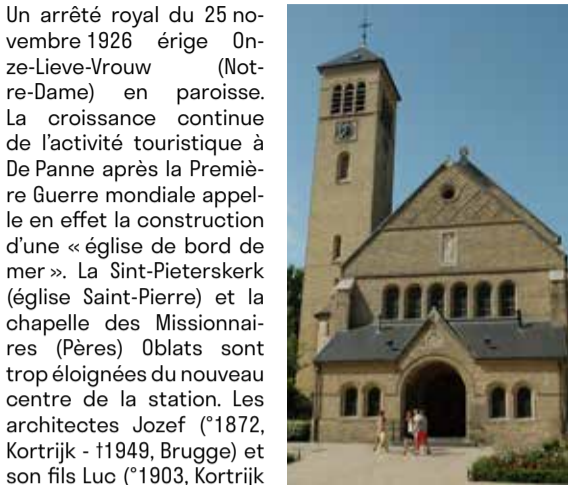 Un arrêté royal du 25 no-
vembre 1926 érige On-
ze-Lieve-Vrouw (Not-
re-Dame) en paroisse.
La croissance continue
de l'activité touristique à
De Panne après la Premiè-
re Guerre mondiale appel-
le en effet la construction
d'une « église de bord de
mer ». La Sint-Pieterskerk
(église Saint-Pierre) et la
chapelle des Missionnai-
res (Pères) Oblats sont
trop éloignées du nouveau
centre de la station. Les
architectes Jozef (°1872,
Kortrijk - †1949, Brugge) et
son fils Luc (°1903, Kortrijk